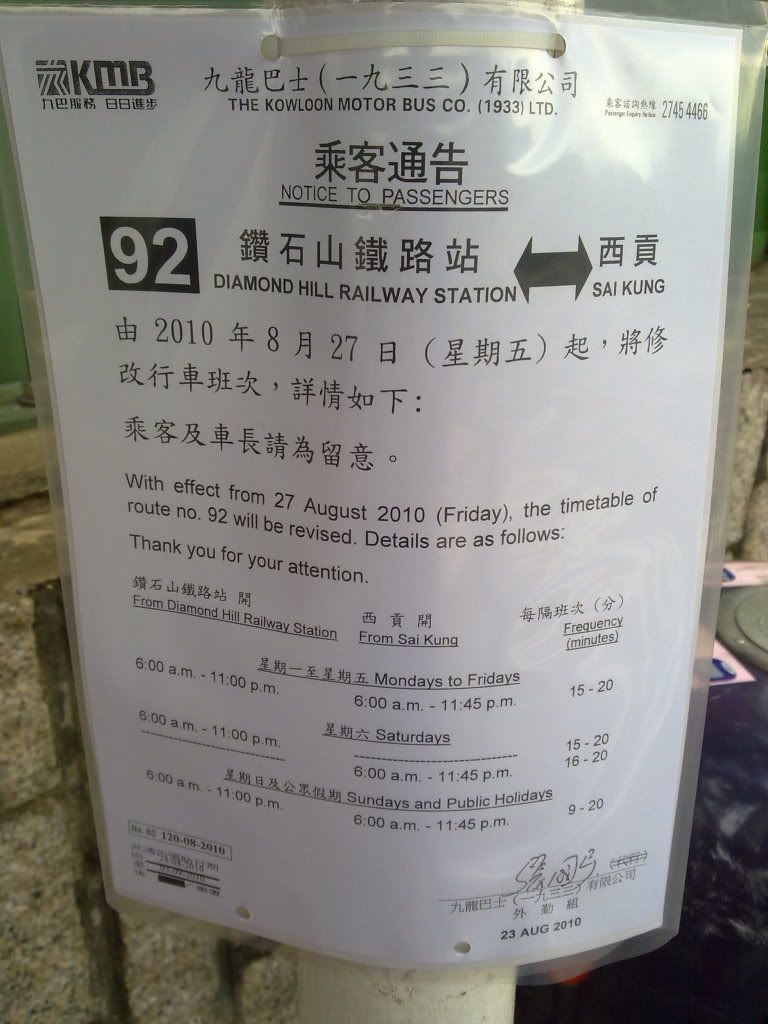 KMB
九巴服務 日日進步
九龍巴士(一九三三)有限公司
THE KOWLOON MOTOR BUS CO. (1933) LTD.
乘客諮詢熱線 2745 4466
Passenger Enquiry Hotline
乘客通告
NOTICE TO PASSENGERS
92 鑽石山鐵路站 西貢
DIAMOND HILL RAILWAY STATION SAI KUNG
由 2010 年 8 月 27 日 (星期五) 起,將修
改行車班次,詳情如下:
乘客及車長請為留意。
With effect from 27 August 2010 (Friday), the timetable of
route no. 92 will be revised. Details are as follows:
Thank you for your attention.
鑽石山鐵路站 開 西貢開 每隔班次 (分)
From Diamond Hill Railway Station From Sai Kung Frequency
(minutes)
星期一至星期五 Mondays to Fridays
6:00 a.m. - 11:00 p.m. 6:00 a.m. - 11:45 p.m. 15 - 20
星期六 Saturdays
6:00 a.m. - 11:00 p.m. 15 - 20
6:00 a.m. - 11:45 p.m. 16 - 20
星期日及公眾假期 Sundays and Public Holidays
6:00 a.m. - 11:00 p.m. 6:00 a.m. - 11:45 p.m. 9 - 20
No. BS 120-08-2010
九龍巴士(一九三三)有限公司
外勤組
23 AUG 2010